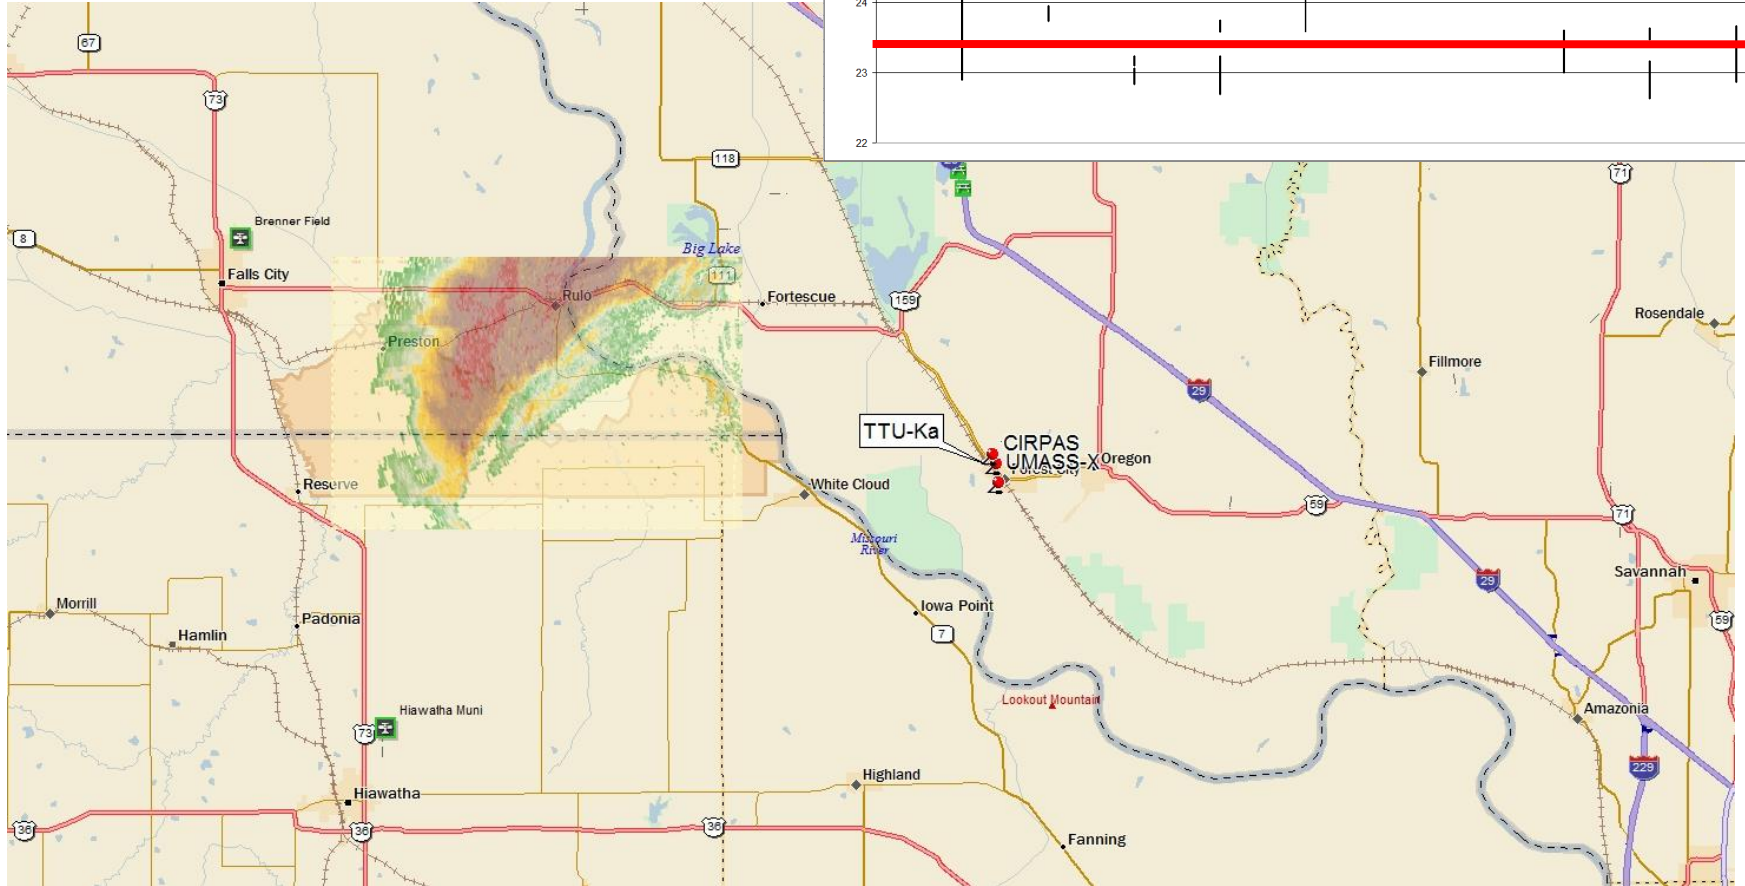 24
23
22
67
73
118
71
8
Brenner Field
Falls City
Big Lake
111
Rulo
Fortescue
159
Rosendale
Preston
Fillmore
29
TTU-Ka
CIRPAS
UMASS-X
Oregon
Forest City
Reserve
White Cloud
59
71
Missouri
River
Savannah
29
Morrill
Iowa Point
Padonia
59
Hamlin
7
Lookout Mountain
Hiawatha Muni
73
Amazonia
229
Highland
Hiawatha
36
36
36
Fanning